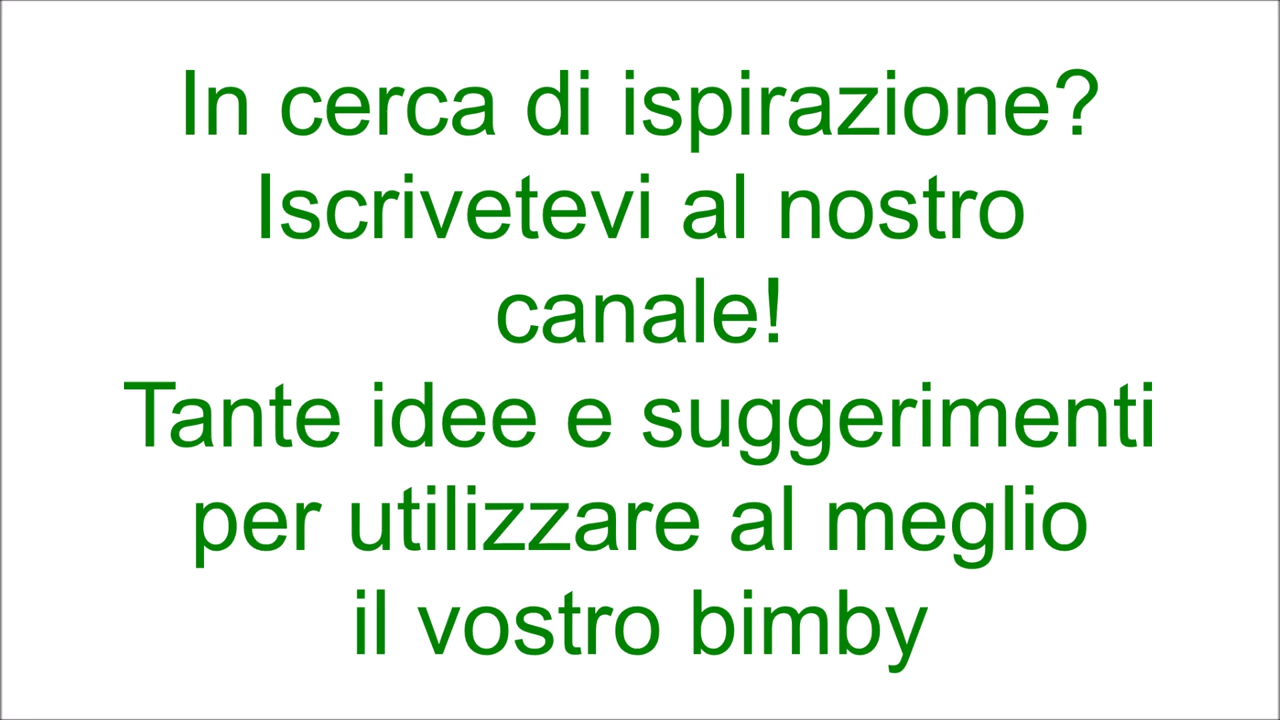 In cerca di ispirazione?
Iscrivetevi al nostro
canale!
Tante idee e suggerimenti
per utilizzare al meglio
il vostro bimby